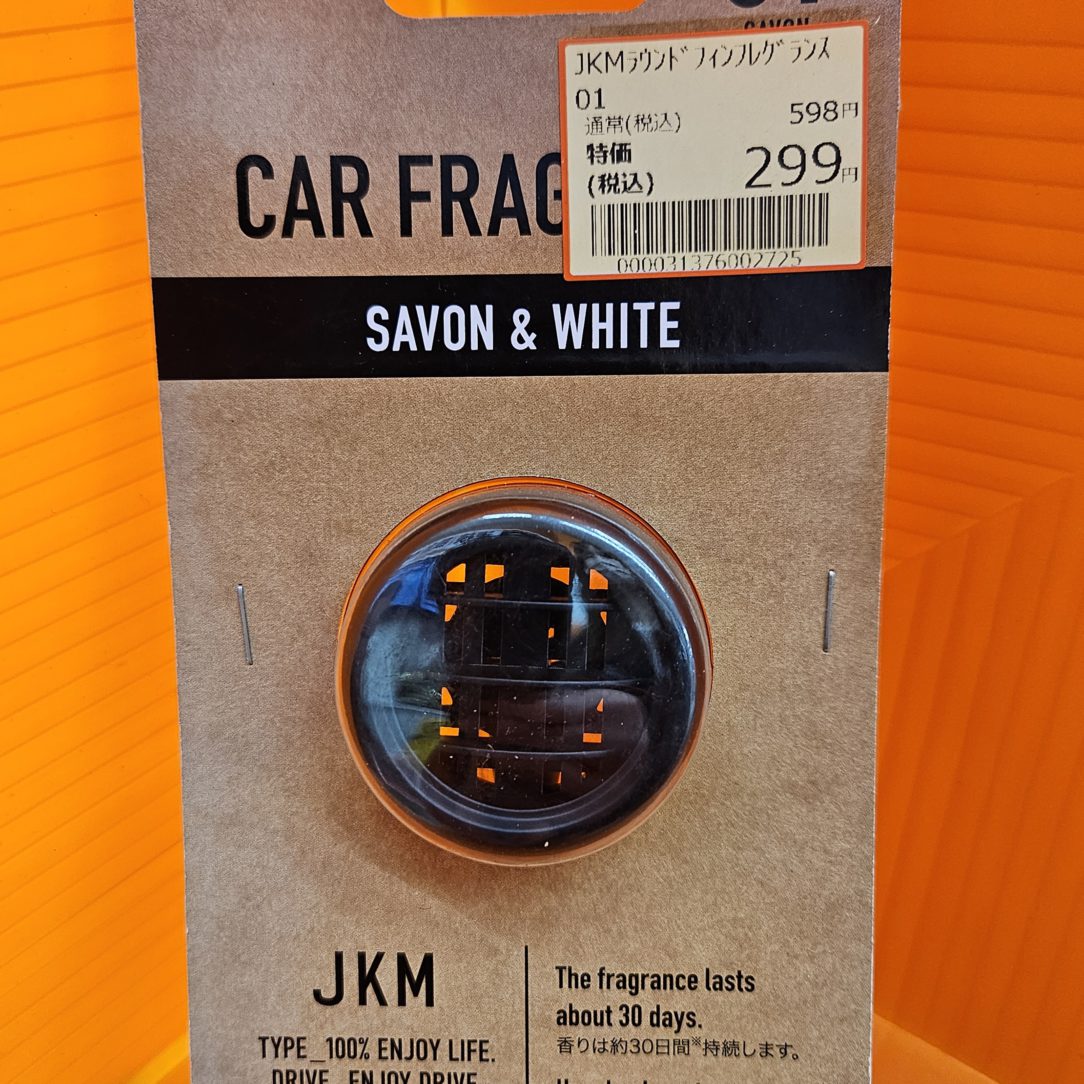 SAVON
JKMラウンドフィンフレグランス
01
通常(税込) 598円
特価
(税込) 299円
000031376002725
CAR FRAG
SAVON & WHITE
JKM
TYPE_100% ENJOY LIFE.
DRIVE_ENJOY DRIVE
The fragrance lasts
about 30 days.
香りは約30日間※持続します。